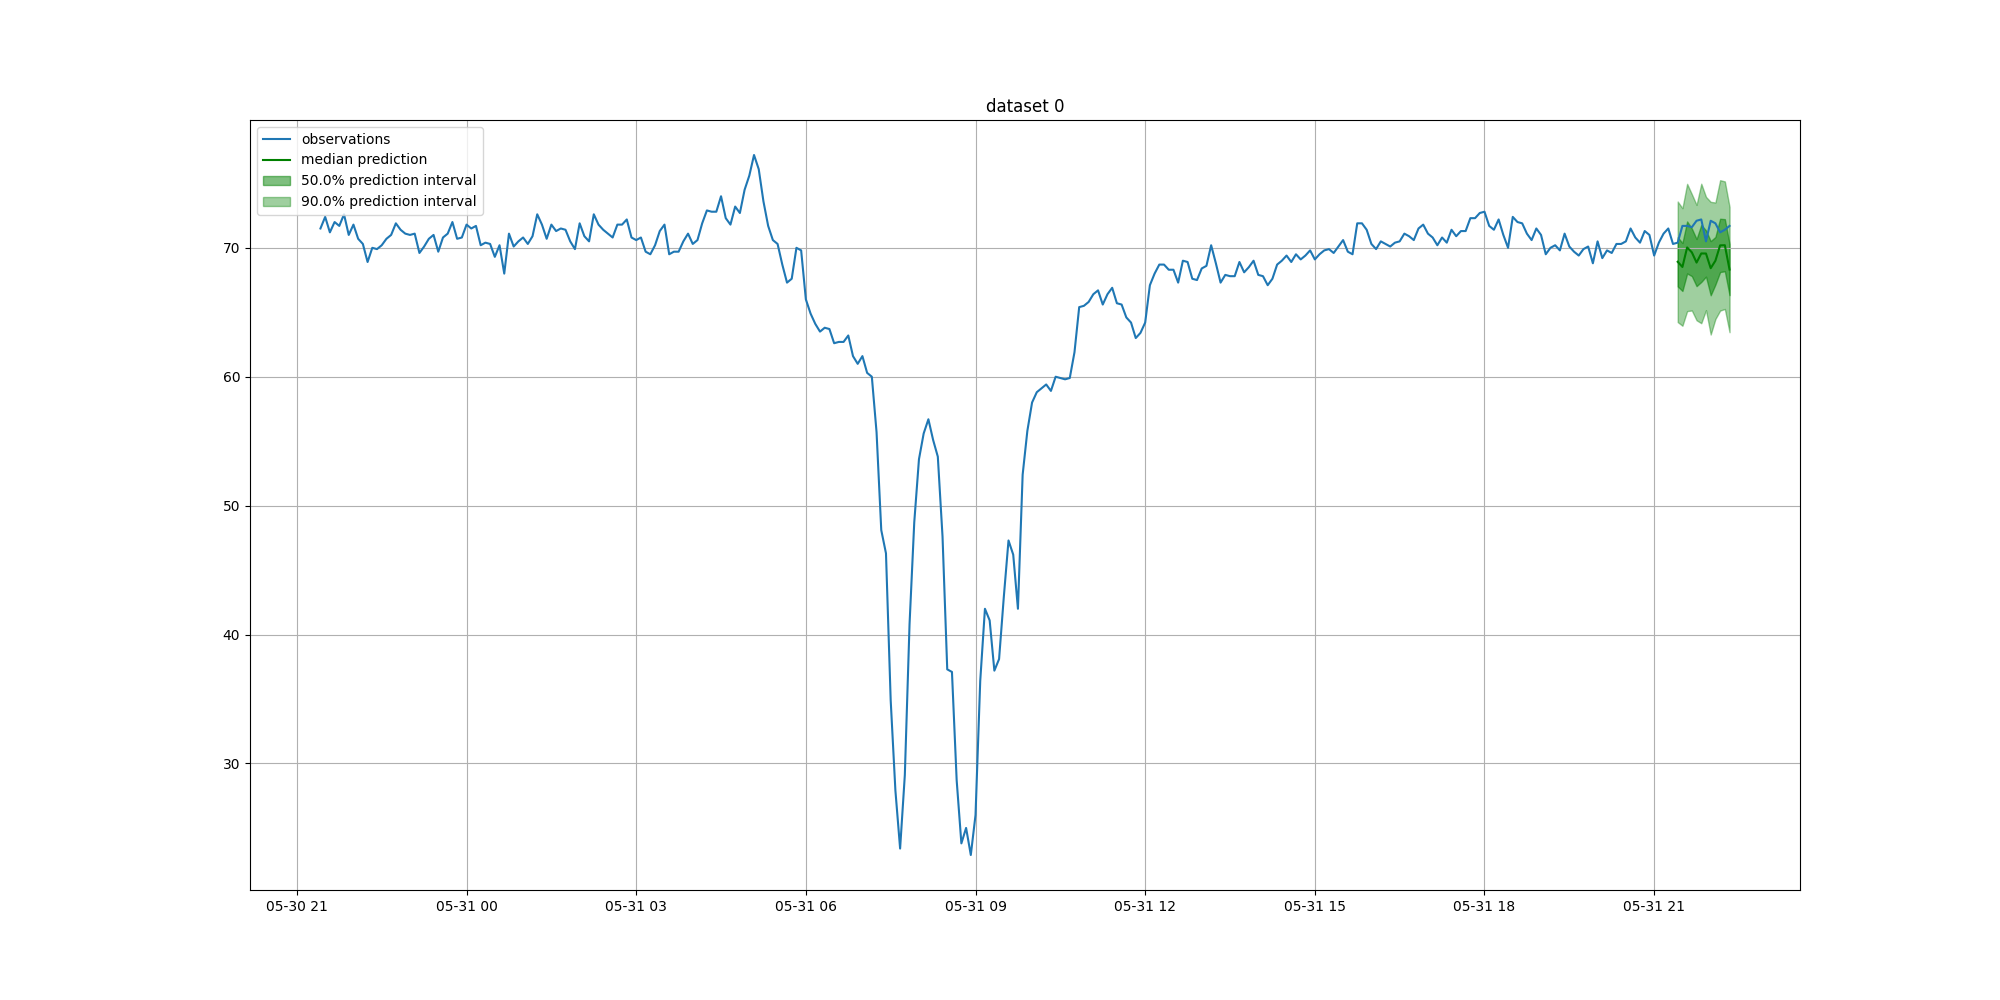 dataset 0
observations
median prediction
50.0% prediction interval
90.0% prediction interval
70
60
50
40
30
05-30 21
05-31 00
05-31 03
05-31 06
05-31 09
05-31 12
05-31 15
05-31 18
05-31 21